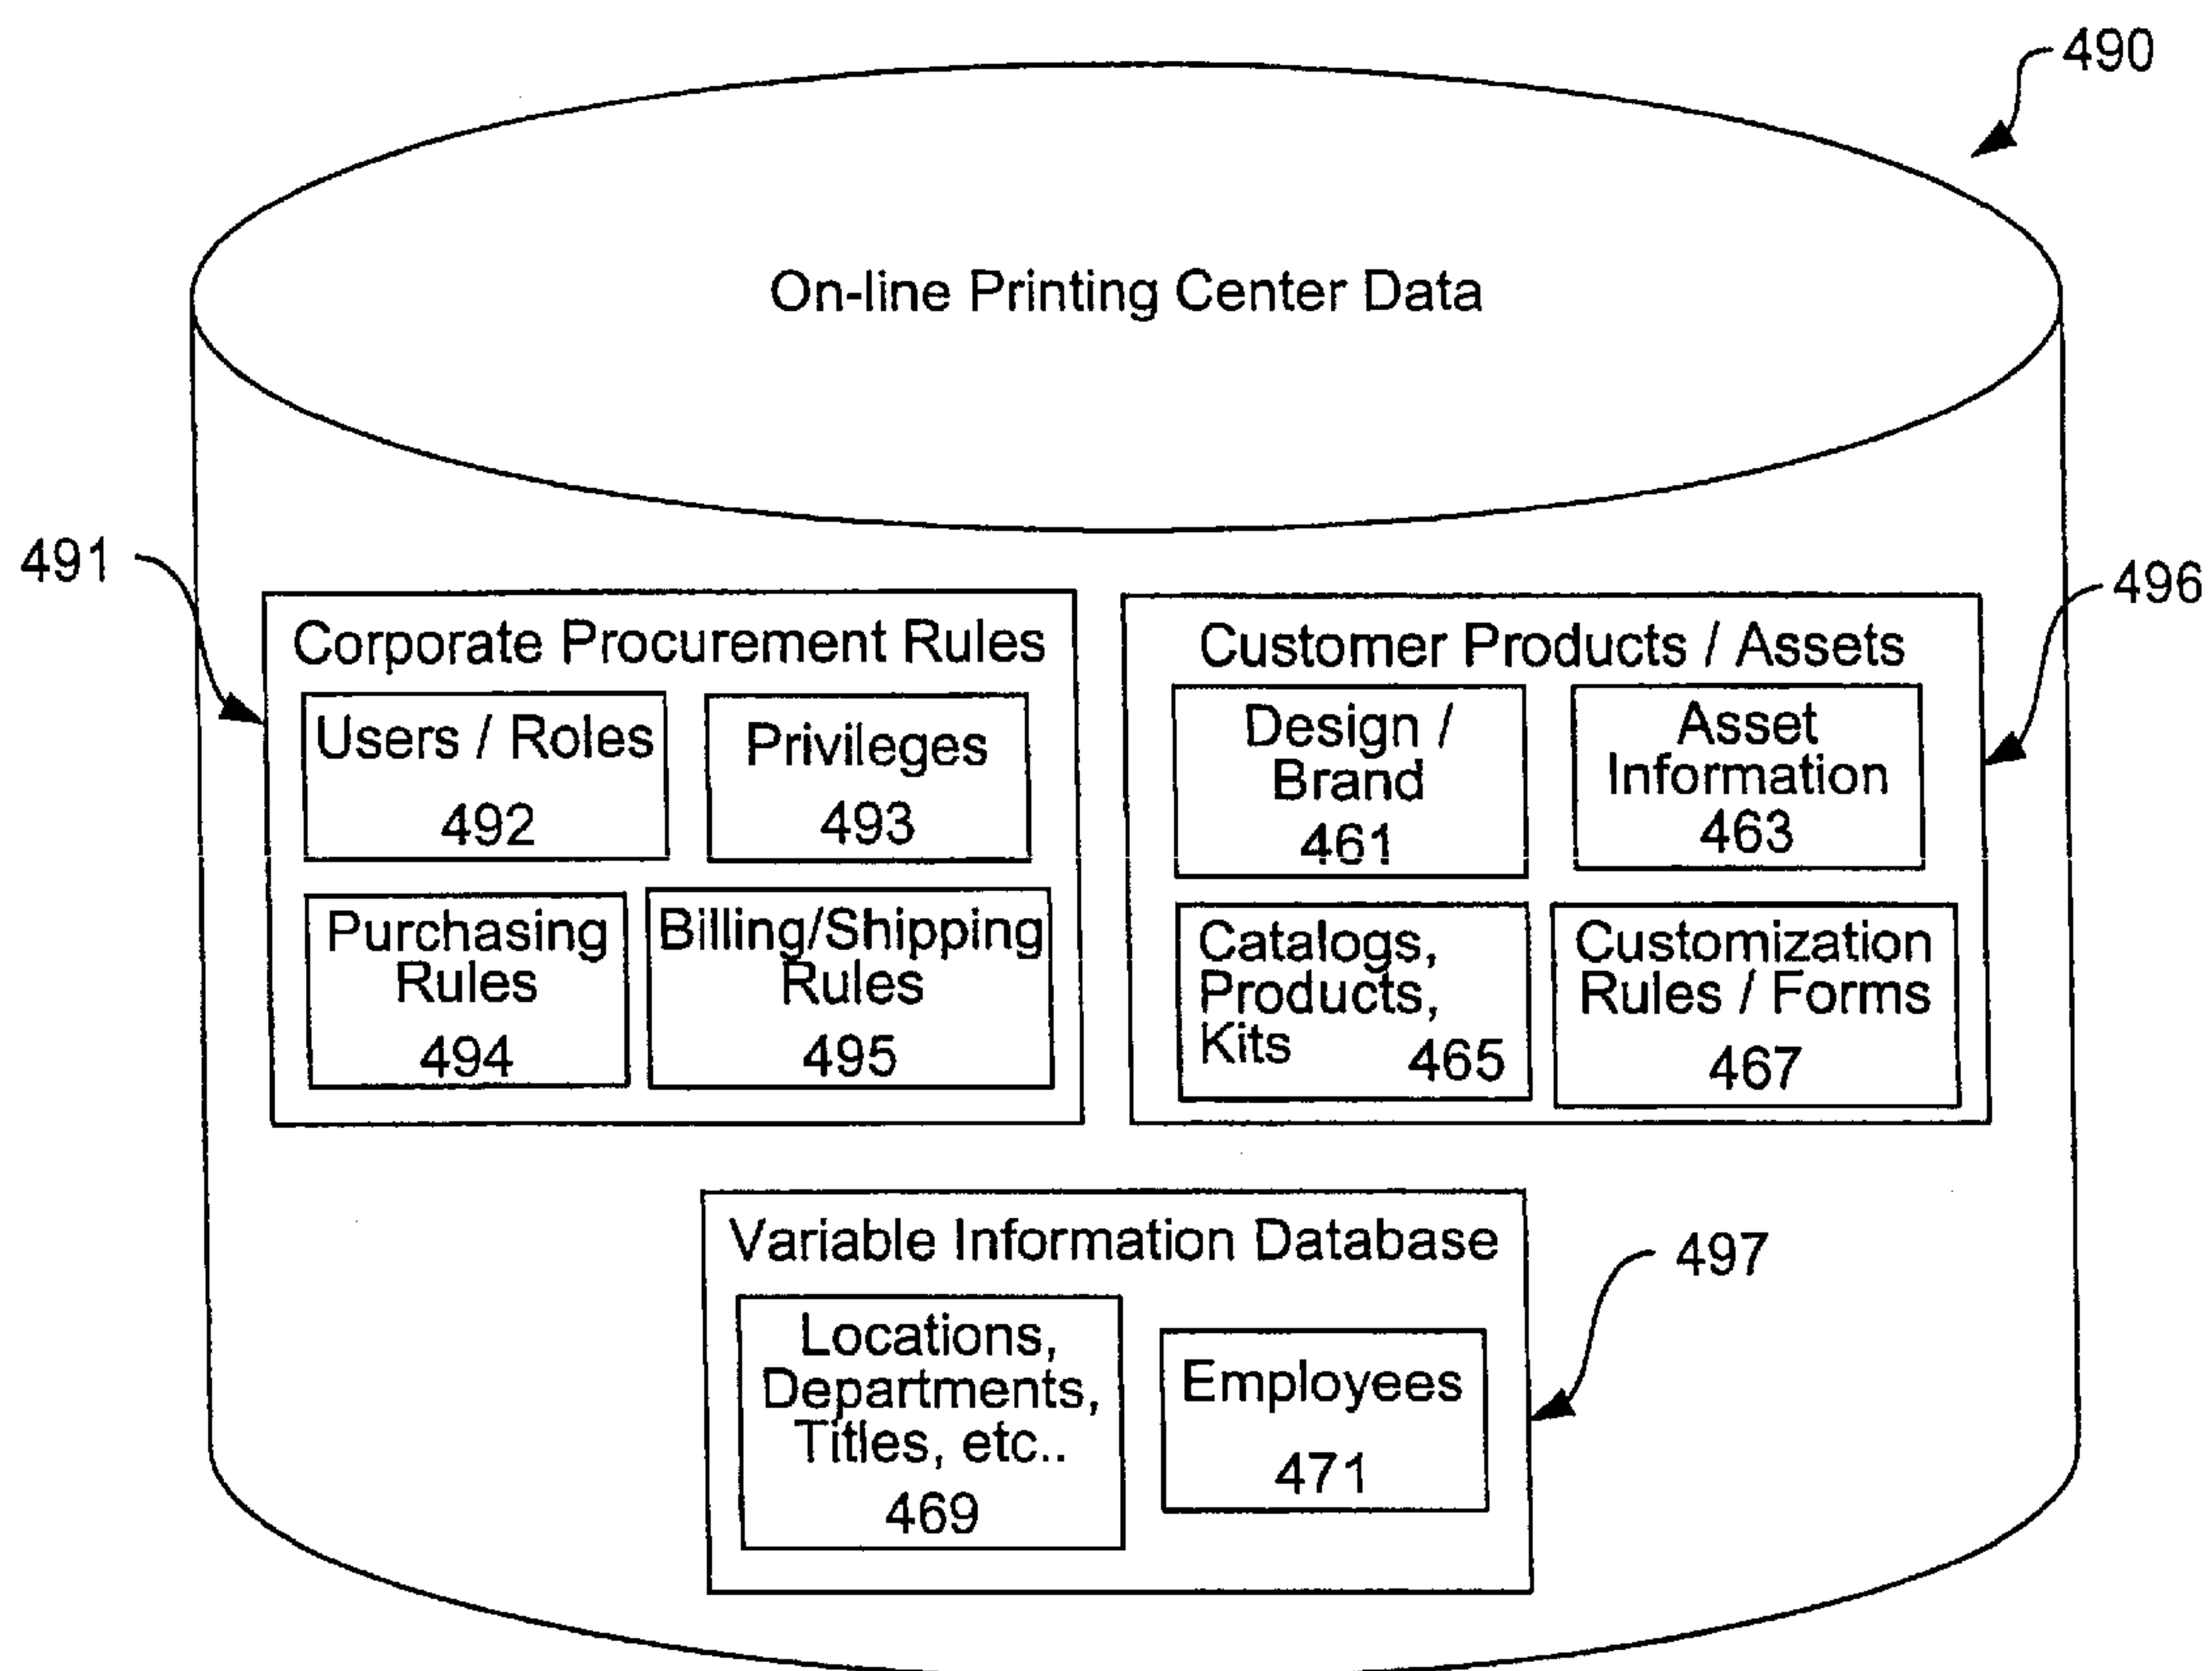 490
On-line Printing Center Data
491
496
Corporate Procurement Rules
Users / Roles
492
Privileges
493
Purchasing
Rules
494
Billing/Shipping
Rules
495
Customer Products / Assets
Design /
Brand
461
Asset
Information
463
Catalogs,
Products,
Kits
465
Customization
Rules / Forms
467
Variable Information Database
497
Locations,
Departments,
Titles, etc..
469
Employees
471